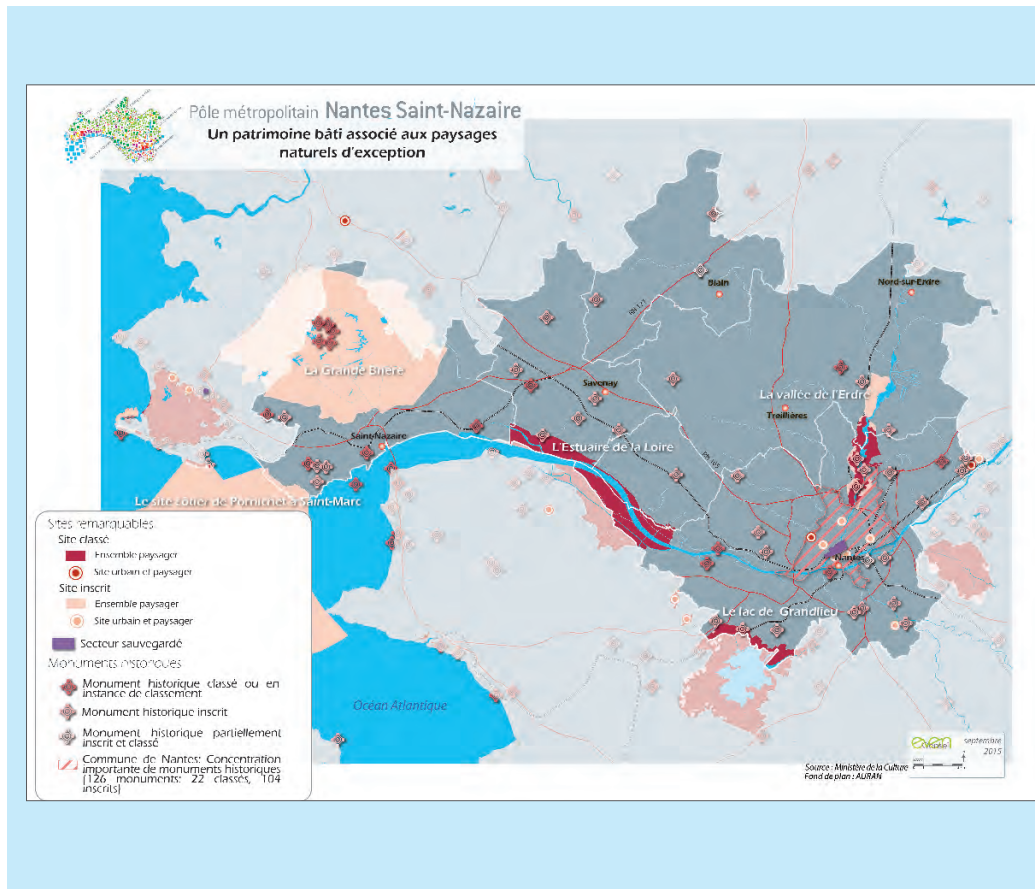 Pôle métropolitain Nantes Saint-Nazaire
Un patrimoine bâti associé aux paysages
naturels d'exception
Blain
Nord-sur-Erdre
La Grande Brière
Savenay
La vallée de l'Erdre
Treillières
Saint-Nazaire
L'Estuaire de la Loire
Le site côtier de Pornichet à Saint-Marc
Nantes
Le lac de Grandlieu
Océan Atlantique
Sites remarquables
Site classé
Ensemble paysager
Site urbain et paysager
Site inscrit
Ensemble paysager
Site urbain et paysager
Secteur sauvegardé
Monuments historiques
Monument historique classé ou en
instance de classement
Monument historique inscrit
Monument historique partiellement
inscrit et classé
Commune de Nantes: Concentration
importante de monuments historiques
(126 monuments: 22 classés, 104
inscrits)
septembre
2015
Source : Ministère de la Culture
Fond de plan : AURAN